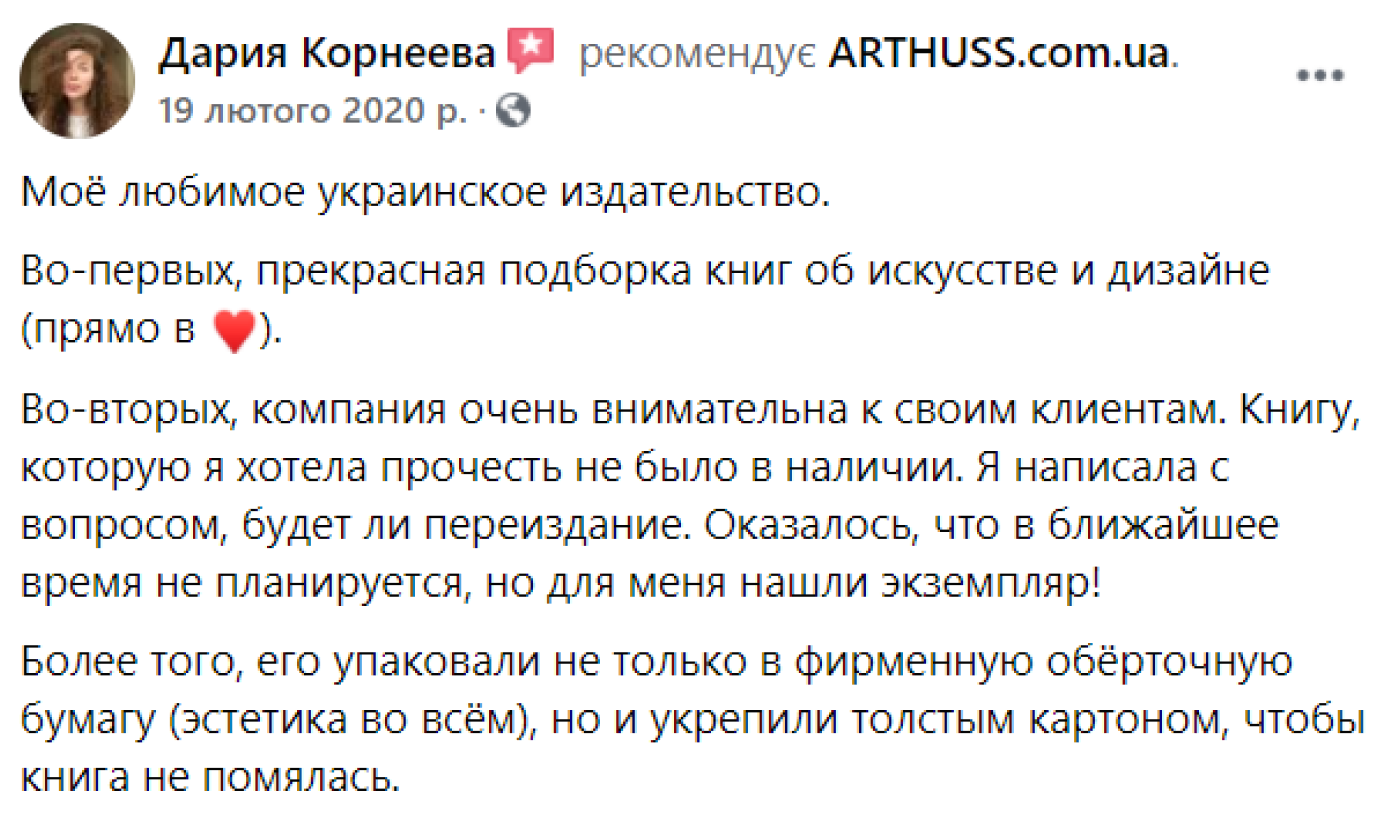 Дария Корнеева рекомендує ARTHUSS.com.ua.
19 лютого 2020 р. ·
Моё любимое украинское издательство.
Во-первых, прекрасная подборка книг об искусстве и дизайне
(прямо в ♥).
Во-вторых, компания очень внимательна к своим клиентам. Книгу,
которую я хотела прочесть не было в наличии. Я написала с
вопросом, будет ли переиздание. Оказалось, что в ближайшее
время не планируется, но для меня нашли экземпляр!
Более того, его упаковали не только в фирменную обёрточную
бумагу (эстетика во всём), но и укрепили толстым картоном, чтобы
книга не помялась.